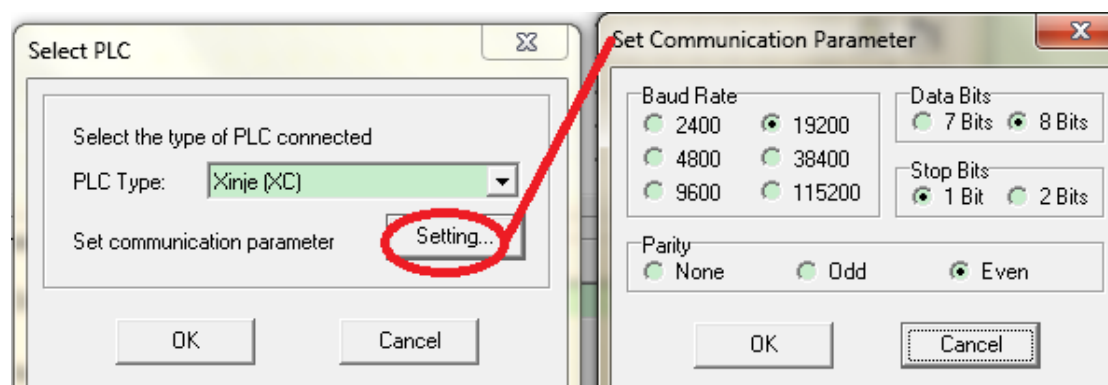 Select PLC
Select the type of PLC connected
PLC Type: Xinje (XC)
Set communication parameter Setting...
OK Cancel
Set Communication Parameter
Baud Rate
2400 19200
4800 38400
9600 115200
Data Bits
7 Bits 8 Bits
Stop Bits
1 Bit 2 Bits
Parity
None Odd Even
OK Cancel